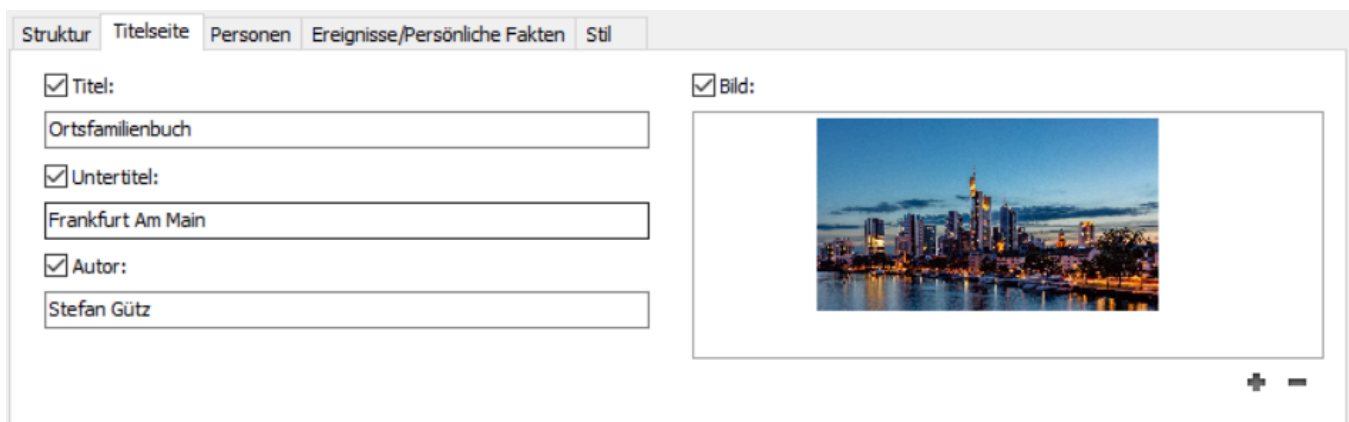 Struktur Titelseite Personen Ereignisse/Persönliche Fakten Stil
Titel:
Ortsfamilienbuch
Untertitel:
Frankfurt Am Main
Autor:
Stefan Gütz
Bild: